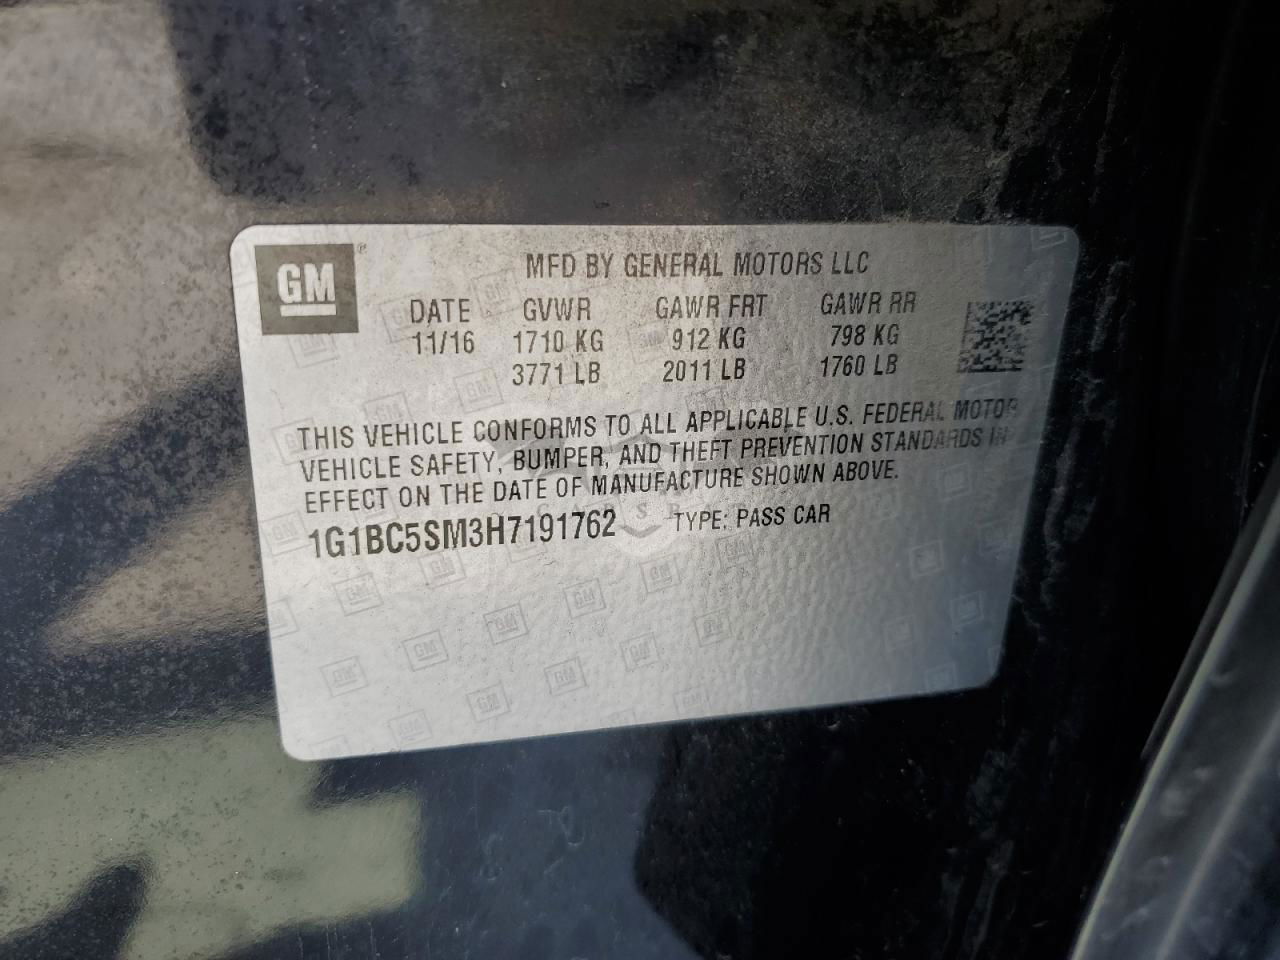 GM
MFD BY GENERAL MOTORS LLC
DATE GVWR GAWR FRT GAWR RR
11/16 1710 KG 912 KG 798 KG
3771 LB 2011 LB 1760 LB
THIS VEHICLE CONFORMS TO ALL APPLICABLE U.S. FEDERAL MOTOR
VEHICLE SAFETY, BUMPER, AND THEFT PREVENTION STANDARDS IN
EFFECT ON THE DATE OF MANUFACTURE SHOWN ABOVE.
1G1BC5SM3H7191762 TYPE: PASS CAR